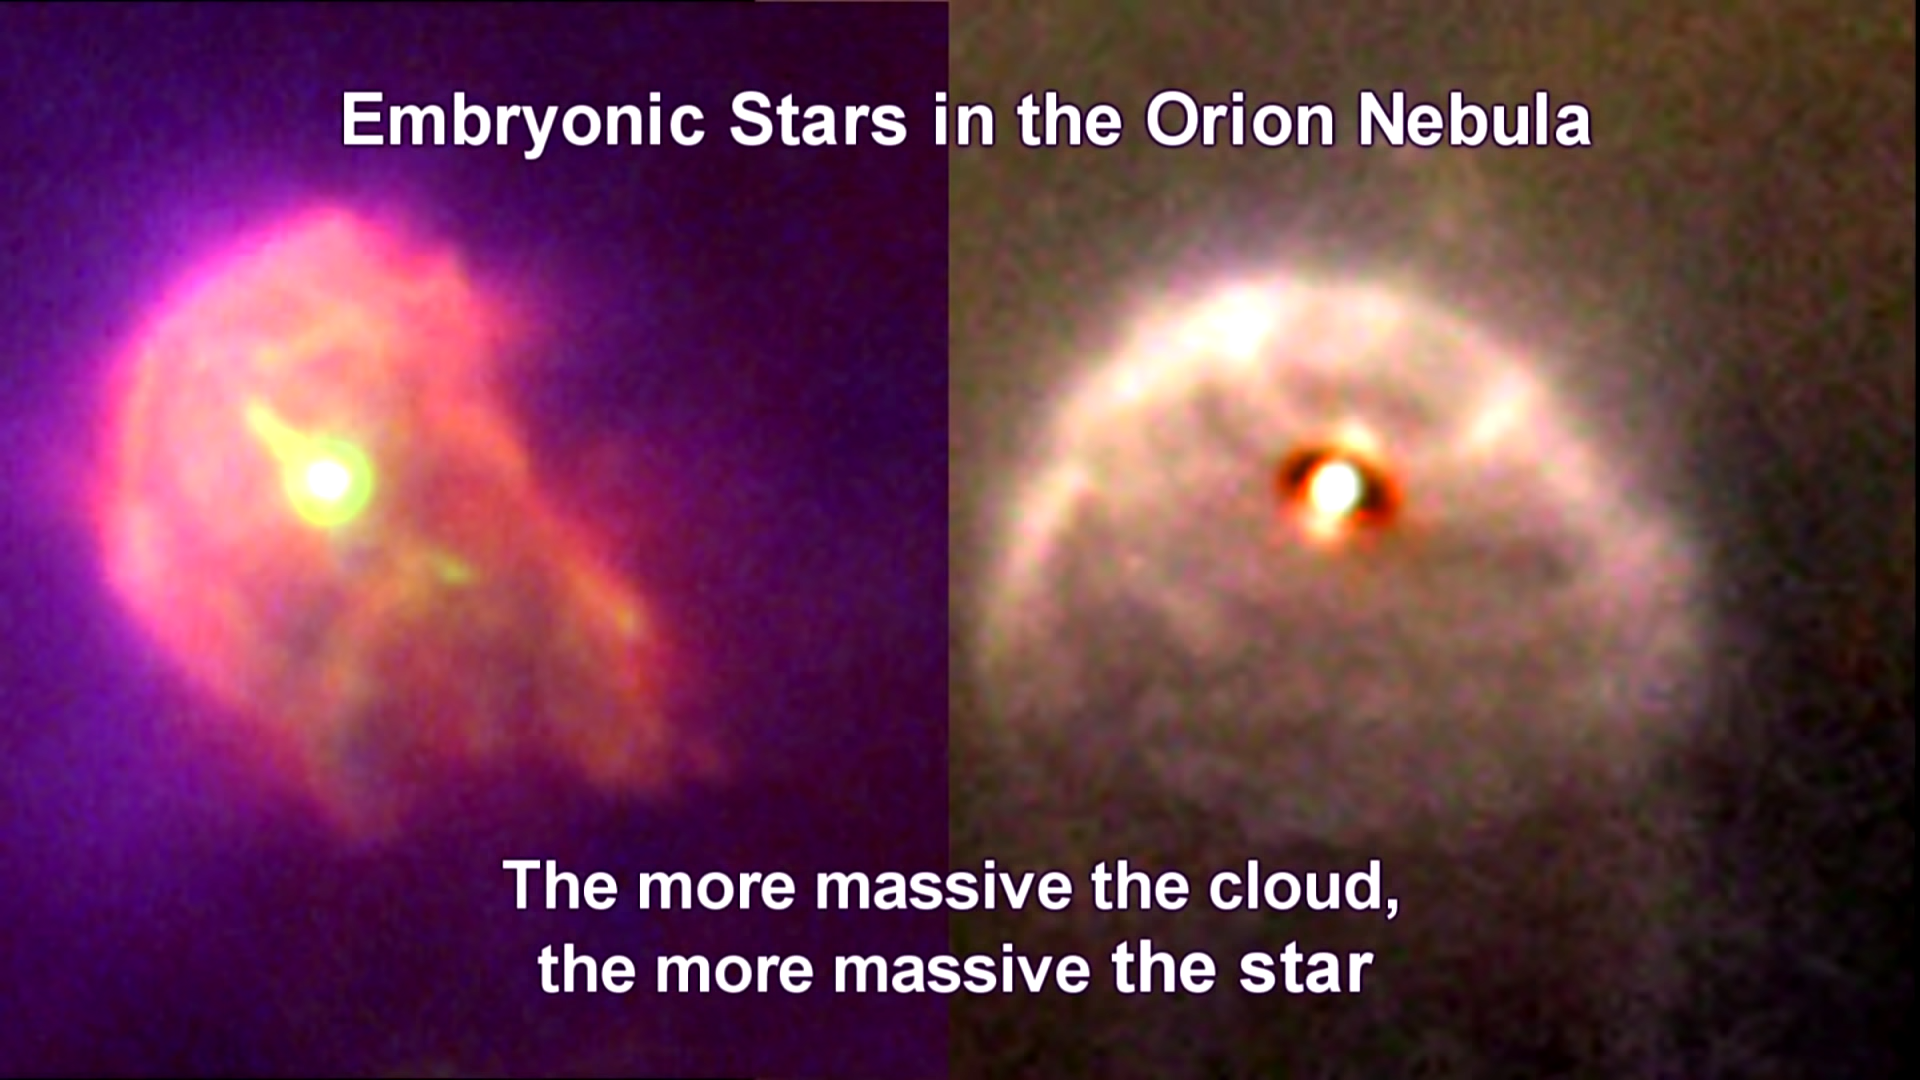 Embryonic Stars in the Orion Nebula
The more massive the cloud,
the more massive the star